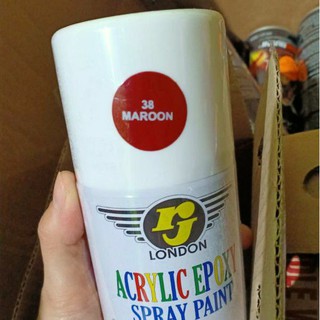 38
MAROON
rj
LONDON
ACRYLIC EPOXY
SPRAY PAINT